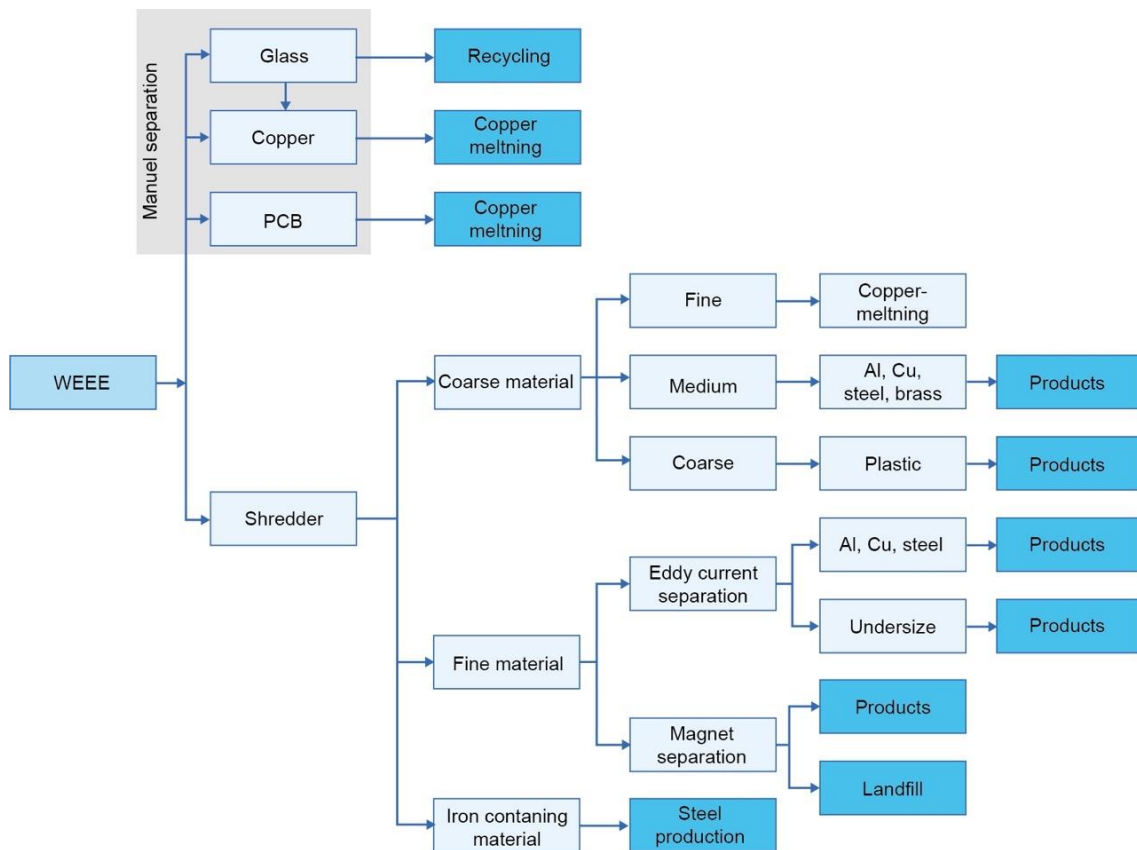 Manuel separation
Glass
Recycling
Copper
Copper
meltning
PCB
Copper
meltning
WEEE
Shredder
Coarse material
Fine
Copper-
meltning
Medium
Al, Cu,
steel, brass
Products
Coarse
Plastic
Products
Fine material
Eddy current
separation
Al, Cu, steel
Products
Undersize
Products
Magnet
separation
Products
Landfill
Iron contaning
material
Steel
production